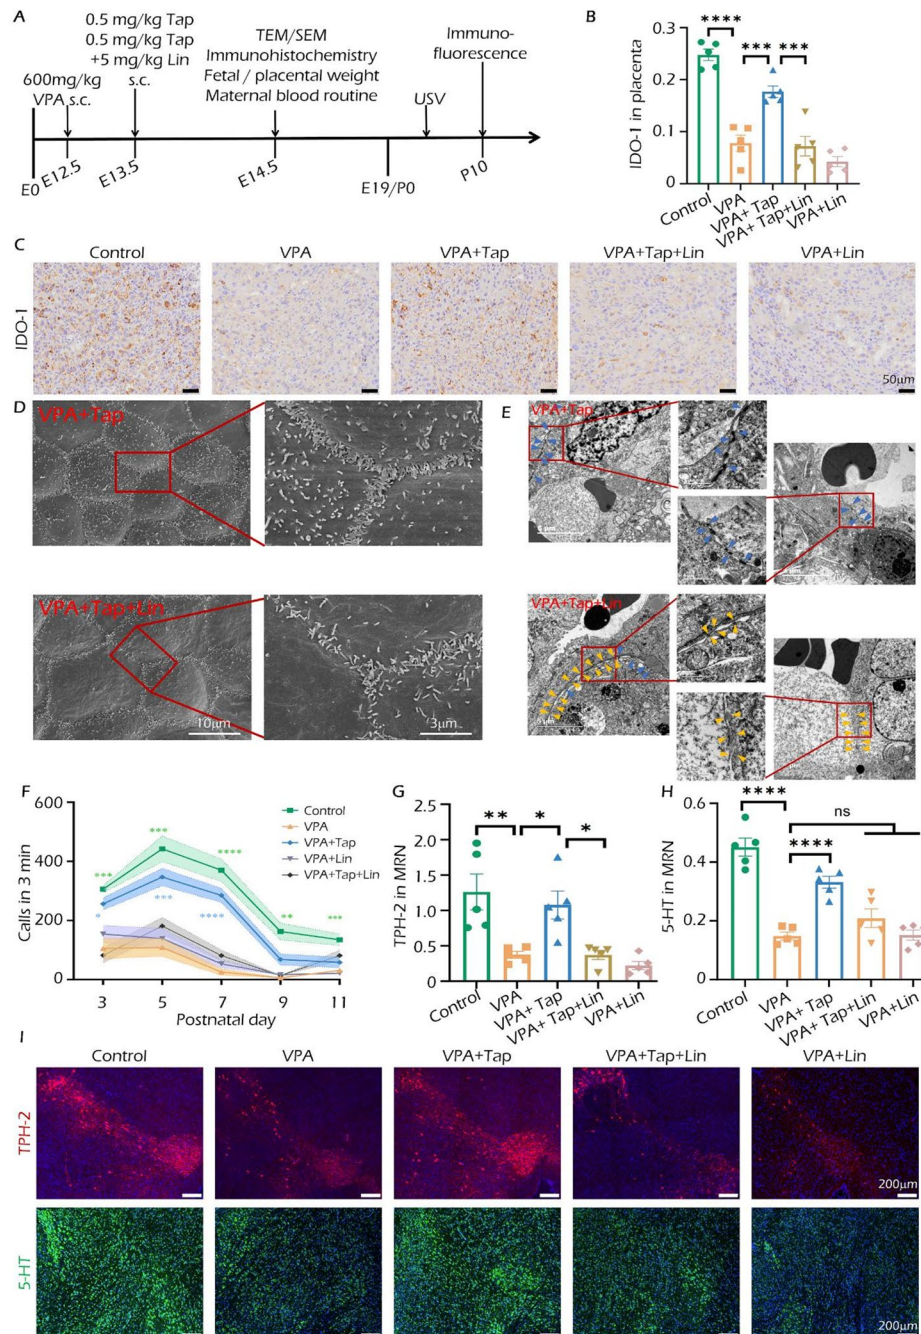 A
0.5 mg/kg Tap
0.5 mg/kg Tap
+5 mg/kg Lin
s.c.
600mg/kg
VPA s.c.
TEM/SEM
Immunohistochemistry
Fetal / placental weight
Maternal blood routine
Immuno-
fluorescence
USV
E0
E12.5
E13.5
E14.5
E19/P0
P10
B
**** *** ***
IDO-1 in placenta
0.3
0.2
0.1
0.0
Control
VPA
VPA+ Tap
VPA+ Tap+Lin
VPA+Lin
C
Control VPA VPA+Tap VPA+Tap+Lin VPA+Lin
IDO-1
50μm
D
VPA+Tap
VPA+Tap+Lin
10μm
3μm
E
VPA+Tap
VPA+Tap+Lin
F
Calls in 3 min
600
400
200
0
*** *** **** ** ***
* *** ****
Control
VPA
VPA+Tap
VPA+Lin
VPA+Tap+Lin
3 5 7 9 11
Postnatal day
G
** * *
TPH-2 in MRN
2.5
2.0
1.5
1.0
0.5
0.0
Control
VPA
VPA+ Tap
VPA+ Tap+Lin
VPA+Lin
H
**** ns
****
5-HT in MRN
0.6
0.4
0.2
0.0
Control
VPA
VPA+ Tap
VPA+ Tap+Lin
VPA+Lin
I
Control VPA VPA+Tap VPA+Tap+Lin VPA+Lin
TPH-2
200μm
5-HT
200μm